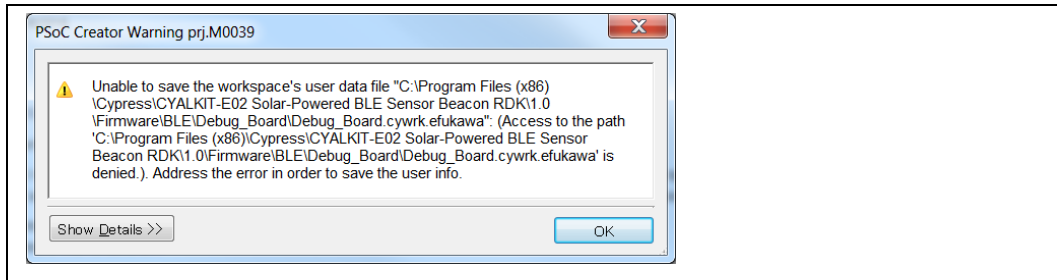 PSoC Creator Warning prj.M0039
Unable to save the workspace's user data file "C:\Program Files (x86)
\Cypress\CYALKIT-E02 Solar-Powered BLE Sensor Beacon RDK\1.0
\Firmware\BLE\Debug_Board\Debug_Board.cywrk.efukawa": (Access to the path
'C:\Program Files (x86)\Cypress\CYALKIT-E02 Solar-Powered BLE Sensor
Beacon RDK\1.0\Firmware\BLE\Debug_Board\Debug_Board.cywrk.efukawa' is
denied.). Address the error in order to save the user info.
Show Details >>
OK